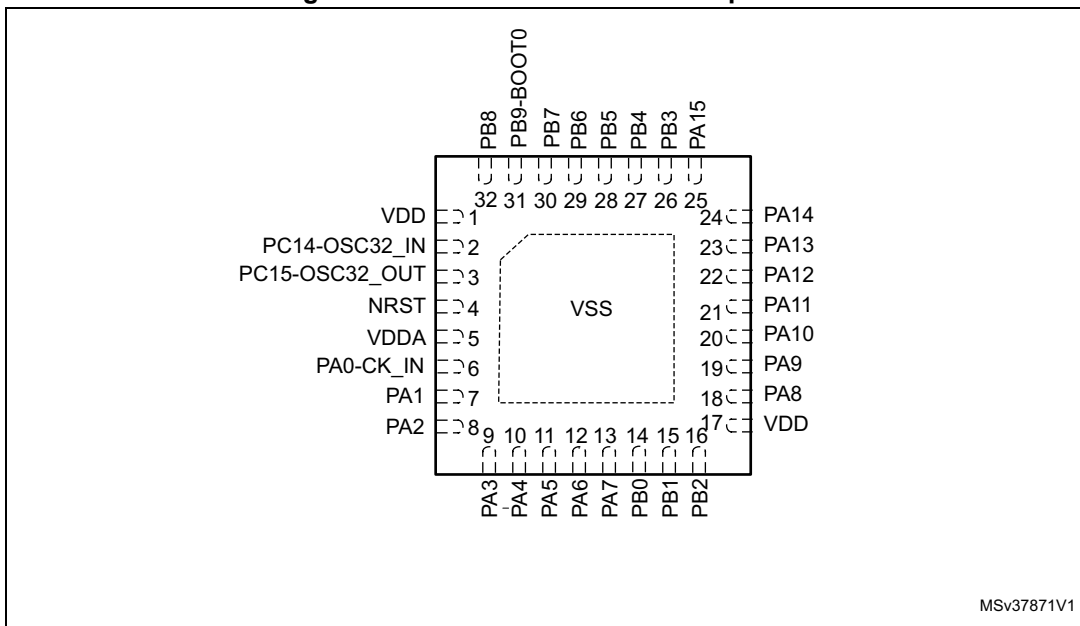 PB8
PB9-BOOT0
PB7
PB6
PB5
PB4
PB3
PA15
32 31 30 29 28 27 26 25
VDD 1
PC14-OSC32_IN 2
PC15-OSC32_OUT 3
NRST 4
VDDA 5
PA0-CK_IN 6
PA1 7
PA2 8
VSS
24 PA14
23 PA13
22 PA12
21 PA11
20 PA10
19 PA9
18 PA8
17 VDD
9 10 11 12 13 14 15 16
PA3
PA4
PA5
PA6
PA7
PB0
PB1
PB2
MSv37871V1